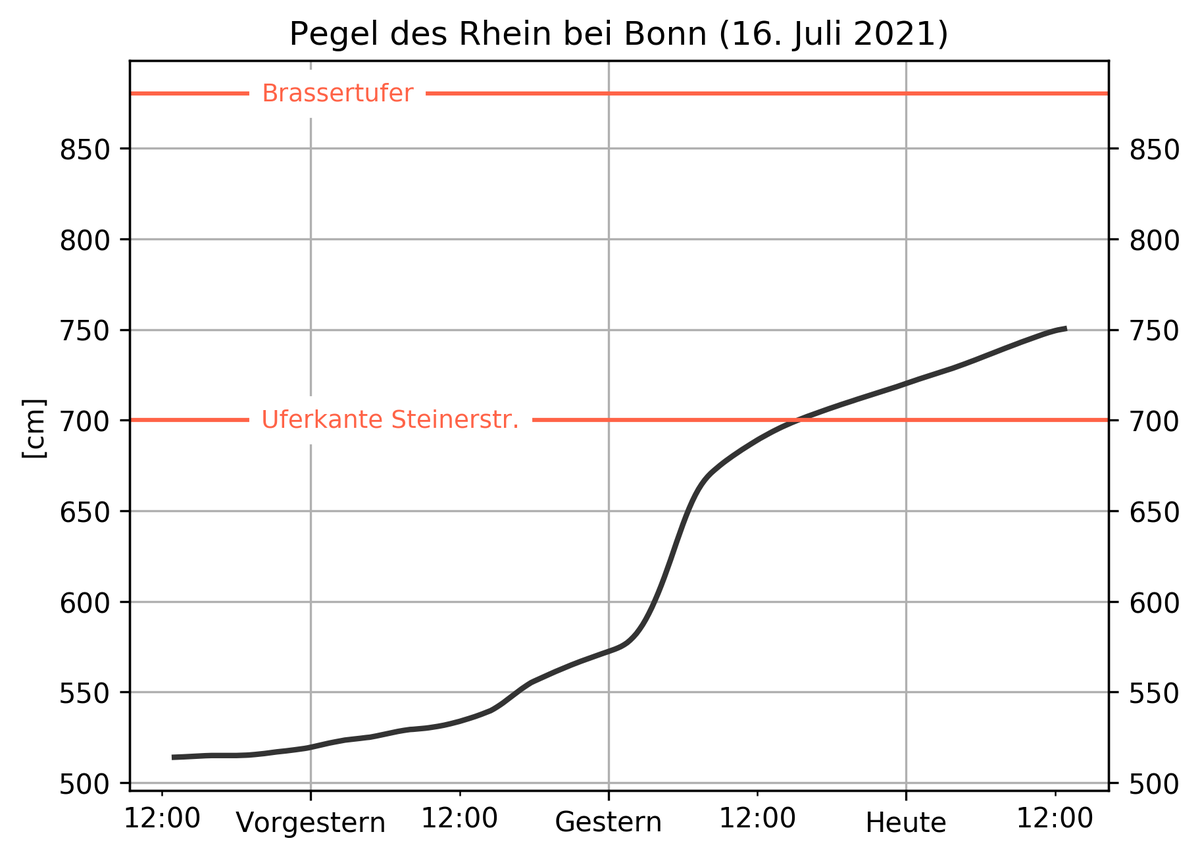 Pegel des Rhein bei Bonn (16. Juli 2021)
Brassertufer
850 850
800 800
750 750
[cm]
Uferkante Steinerstr.
700 700
650 650
600 600
550 550
500 500
12:00 Vorgestern 12:00 Gestern 12:00 Heute 12:00